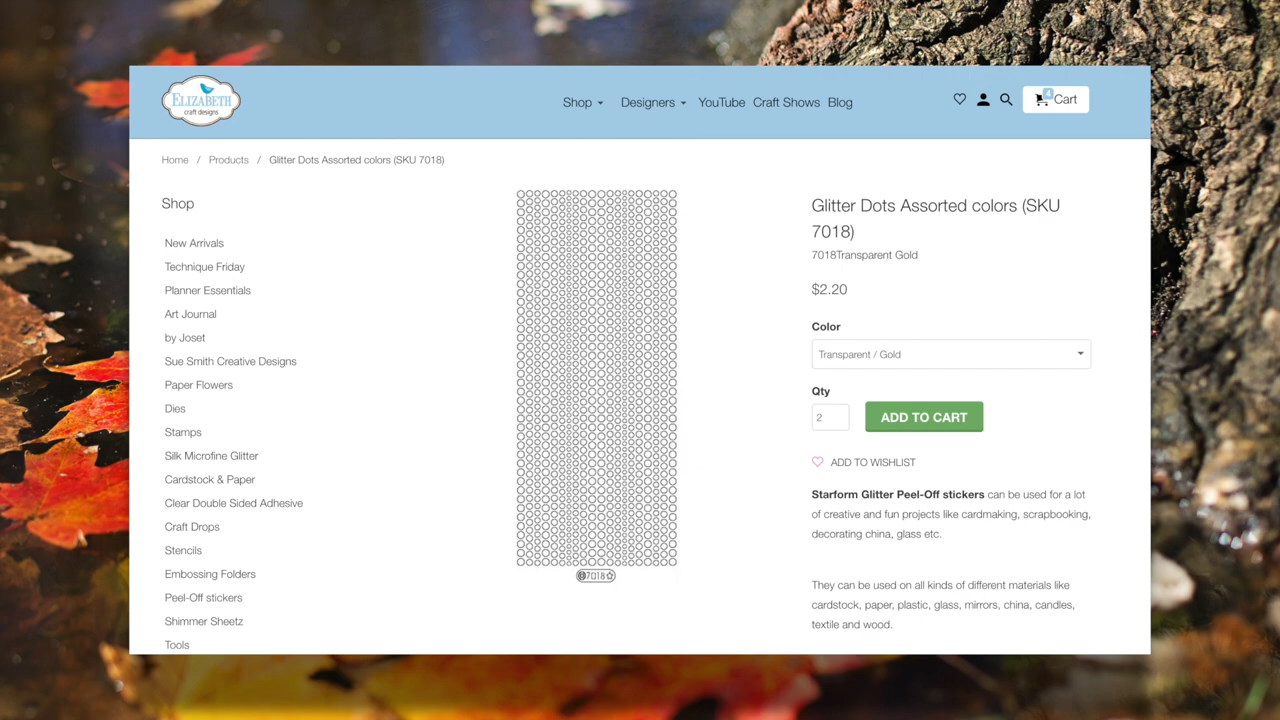 ELIZABETH
craft designs
Shop
Designers
YouTube
Craft Shows
Blog
4
Cart
Home / Products / Glitter Dots Assorted colors (SKU 7018)
Shop
New Arrivals
Technique Friday
Planner Essentials
Art Journal
by Joset
Sue Smith Creative Designs
Paper Flowers
Dies
Stamps
Silk Microfine Glitter
Cardstock & Paper
Clear Double Sided Adhesive
Craft Drops
Stencils
Embossing Folders
Peel-Off stickers
Shimmer Sheetz
Tools
7018
Glitter Dots Assorted colors (SKU
7018)
7018Transparent Gold
$2.20
Color
Transparent / Gold
Qty
2
ADD TO CART
ADD TO WISHLIST
Starform Glitter Peel-Off stickers can be used for a lot
of creative and fun projects like cardmaking, scrapbooking,
decorating china, glass etc.
They can be used on all kinds of different materials like
cardstock, paper, plastic, glass, mirrors, china, candles,
textile and wood.